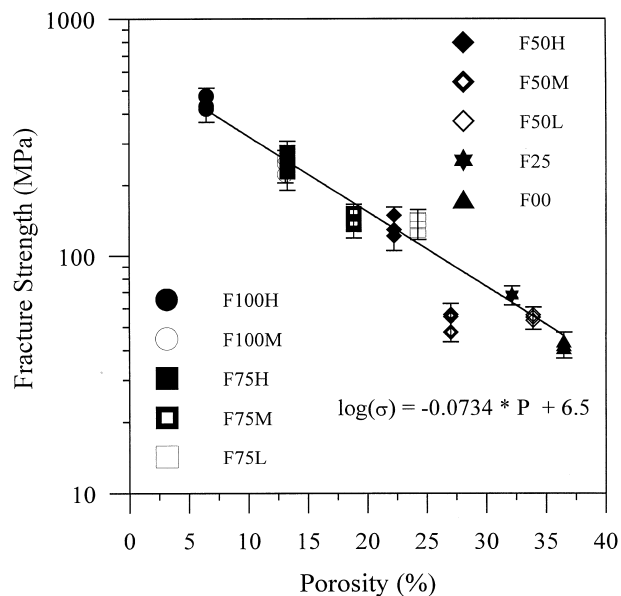 1000
100
10
Fracture Strength (MPa)
F50H
F50M
F50L
F25
F00
F100H
F100M
F75H
F75M
F75L
log(σ) = -0.0734 * P + 6.5
0 5 10 15 20 25 30 35 40
Porosity (%)